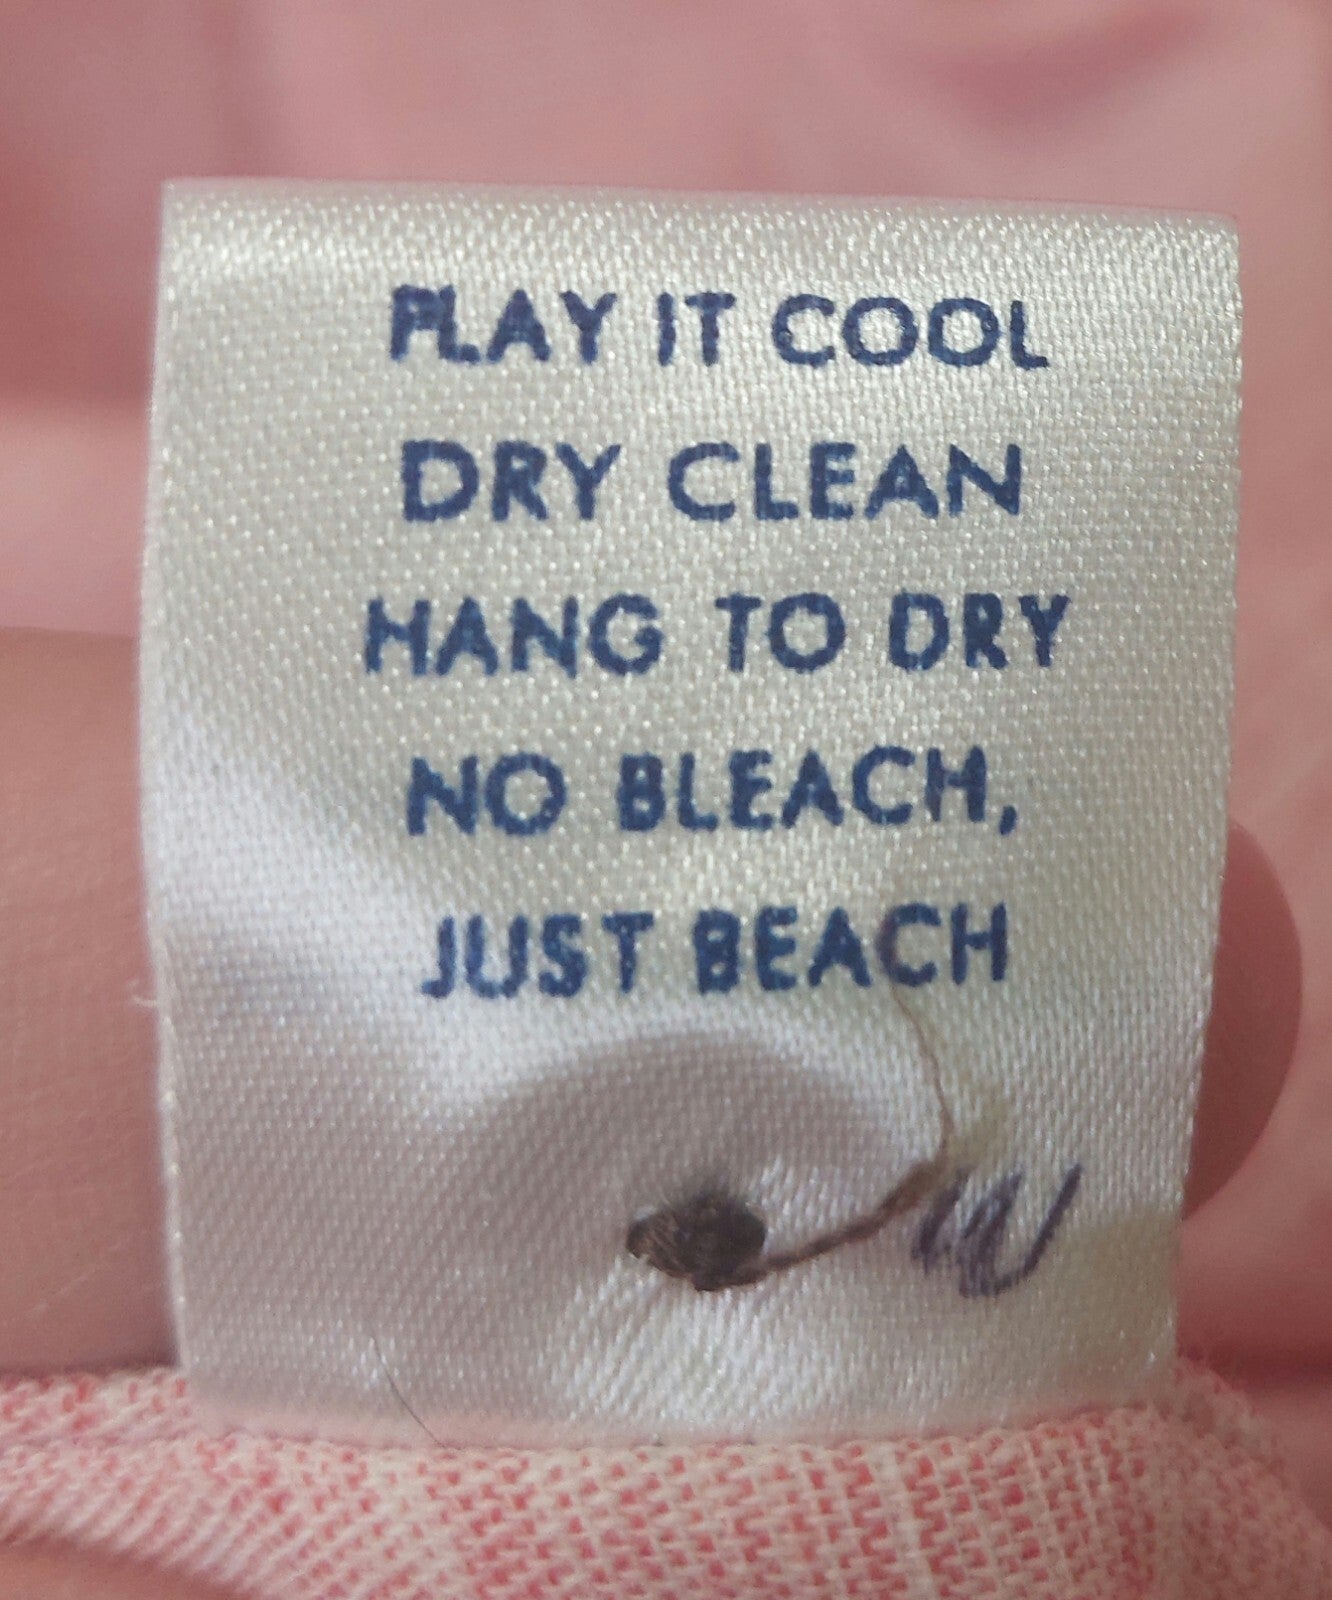 PLAY IT COOL
DRY CLEAN
HANG TO DRY
NO BLEACH,
JUST BEACH